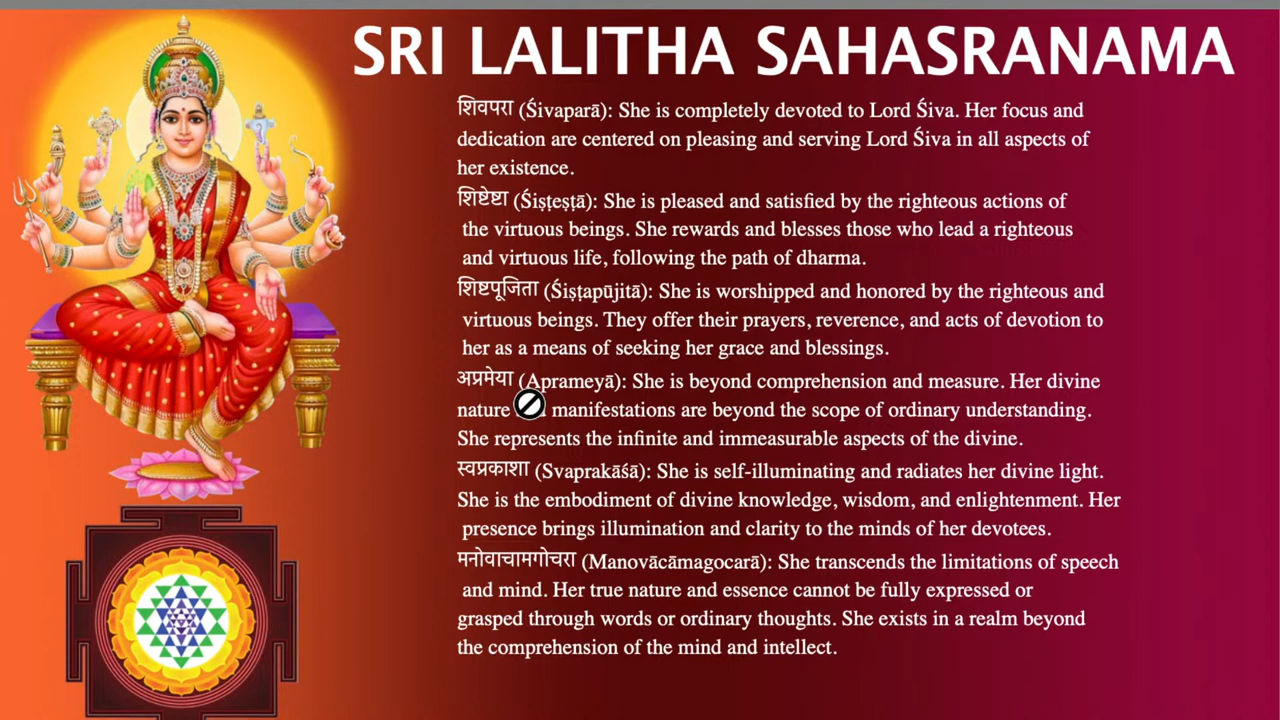 SRI LALITHA SAHASRANAMA
शिवपरा (Śivaparā): She is completely devoted to Lord Śiva. Her focus and
dedication are centered on pleasing and serving Lord Śiva in all aspects of
her existence.
शिष्टेष्टा (Śiṣṭeṣṭā): She is pleased and satisfied by the righteous actions of
the virtuous beings. She rewards and blesses those who lead a righteous
and virtuous life, following the path of dharma.
शिष्टपूजिता (Śiṣṭapūjitā): She is worshipped and honored by the righteous and
virtuous beings. They offer their prayers, reverence, and acts of devotion to
her as a means of seeking her grace and blessings.
अप्रमेया (Aprameyā): She is beyond comprehension and measure. Her divine
nature manifestations are beyond the scope of ordinary understanding.
She represents the infinite and immeasurable aspects of the divine.
स्वप्रकाशा (Svaprakāśā): She is self-illuminating and radiates her divine light.
She is the embodiment of divine knowledge, wisdom, and enlightenment. Her
presence brings illumination and clarity to the minds of her devotees.
मनोवाचामगोचरा (Manovācāmagocarā): She transcends the limitations of speech
and mind. Her true nature and essence cannot be fully expressed or
grasped through words or ordinary thoughts. She exists in a realm beyond
the comprehension of the mind and intellect.